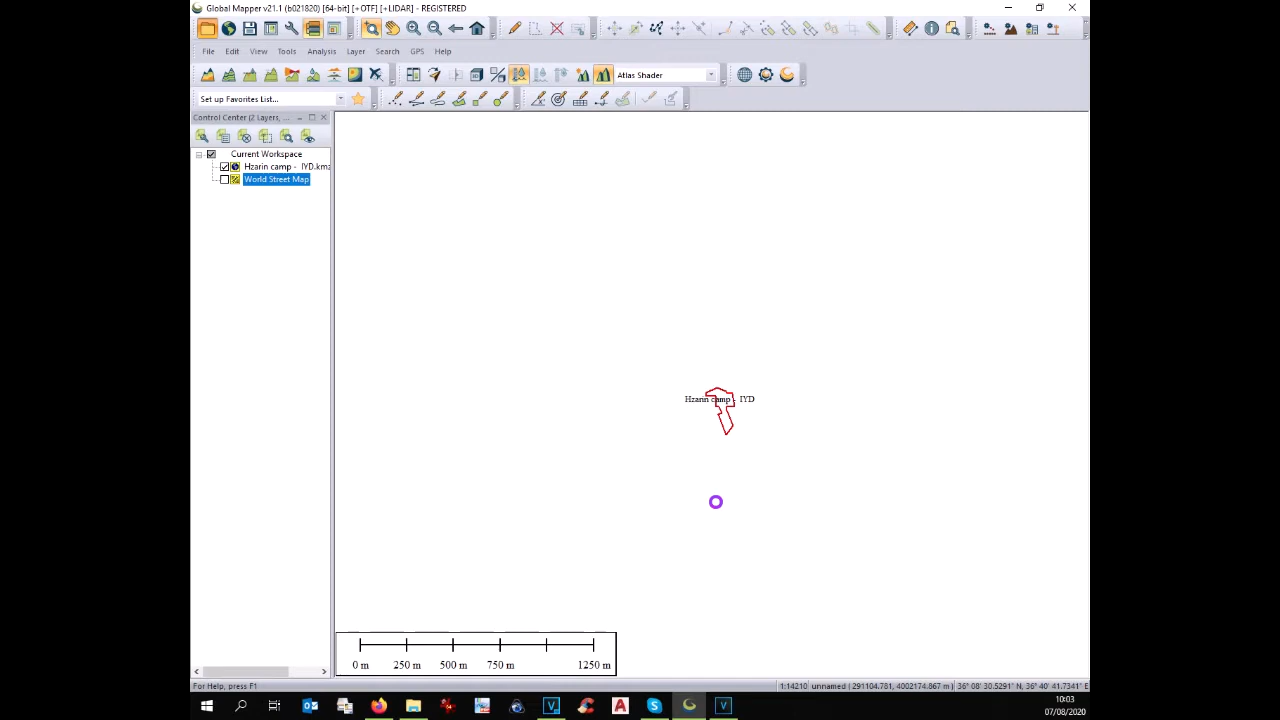 Global Mapper v21.1 (b021820) [64-bit] [+OTF] [+LIDAR] - REGISTERED
File Edit View Tools Analysis Layer Search GPS Help
Atlas Shader
Set up Favorites List...
Control Center (2 Layers, ...
Current Workspace
Hzarin camp - IYD.kmz
World Street Map
Hzarin camp - IYD
0 m 250 m 500 m 750 m 1250 m
For Help, press F1
1:14210 unnamed ( 291104.781, 4002174.867 m ) 36° 08' 30.5291" N, 36° 40' 41.7341" E
10:03
07/08/2020